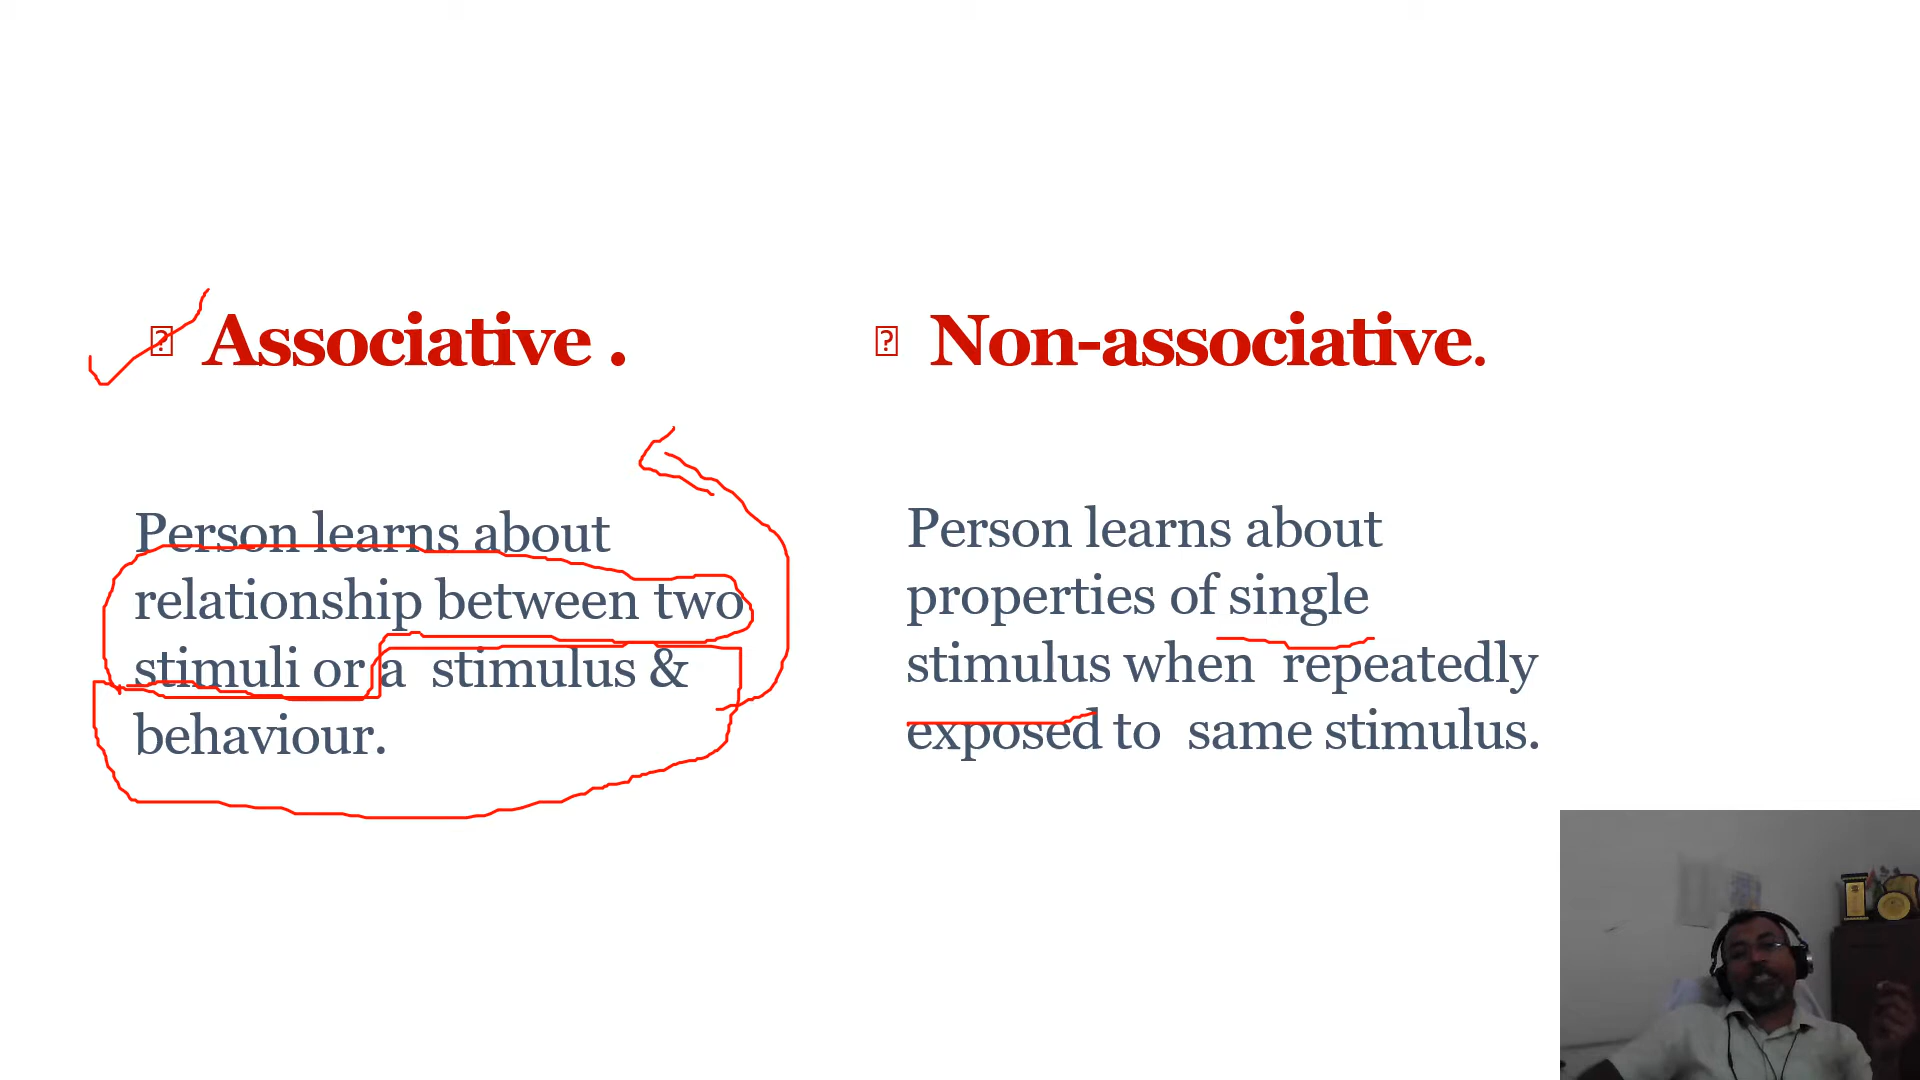 Associative .
Person learns about
relationship between two
stimuli or a stimulus &
behaviour.
Non-associative.
Person learns about
properties of single
stimulus when repeatedly
exposed to same stimulus.